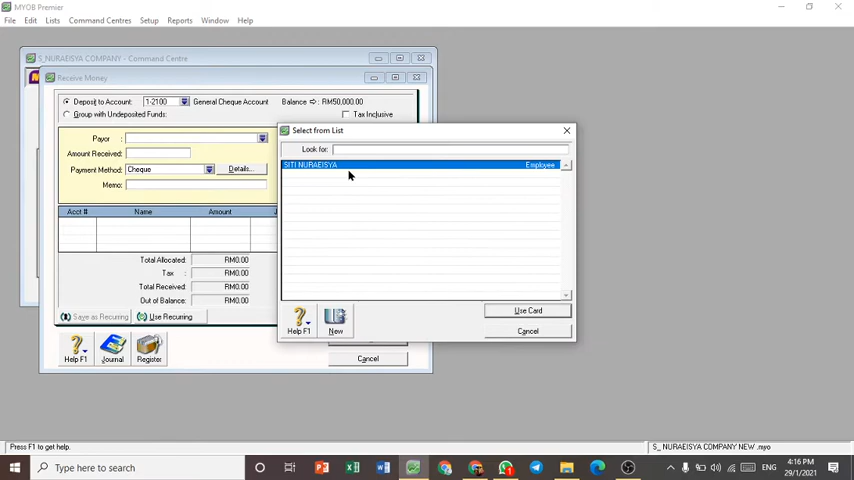 MYOB Premier
File Edit Lists Command Centres Setup Reports Window Help
S_NURAEISYA COMPANY - Command Centre
Receive Money
Deposit to Account: 1-2100 General Cheque Account Balance ⇨: RM50,000.00
Group with Undeposited Funds: Tax Inclusive
Select from List
Payor :
Look for:
Amount Received:
SITI NURAEISYA Employee
Payment Method: Cheque Details...
Memo:
Acct # Name Amount J
Total Allocated: RM0.00
Tax : RM0.00
Total Received: RM0.00
Out of Balance: RM0.00
Save as Recurring Use Recurring
Use Card
Help F1 New Cancel
Help F1 Journal Register Cancel
Press F1 to get help. S_ NURAEISYA COMPANY NEW .myo
Type here to search ENG 4:16 PM
29/1/2021